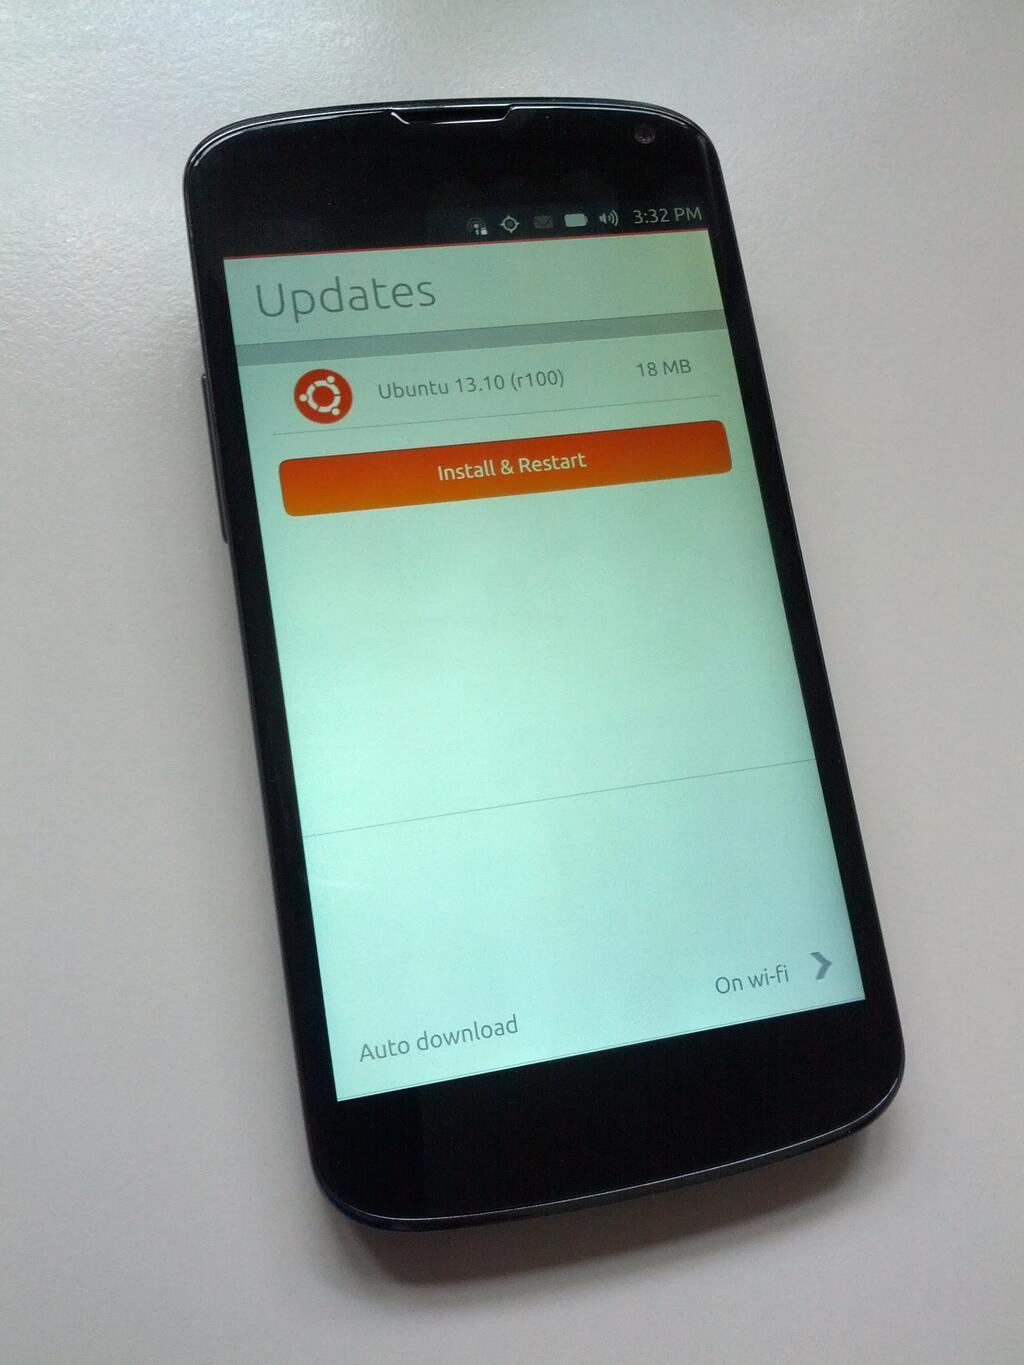 3:32 PM
Updates
Ubuntu 13.10 (r100) 18 MB
Install & Restart
On wi-fi
Auto download